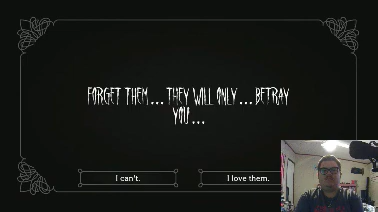 FORGET THEM... THEY WILL ONLY... BETRAY
YOU...
I can't.
I love them.